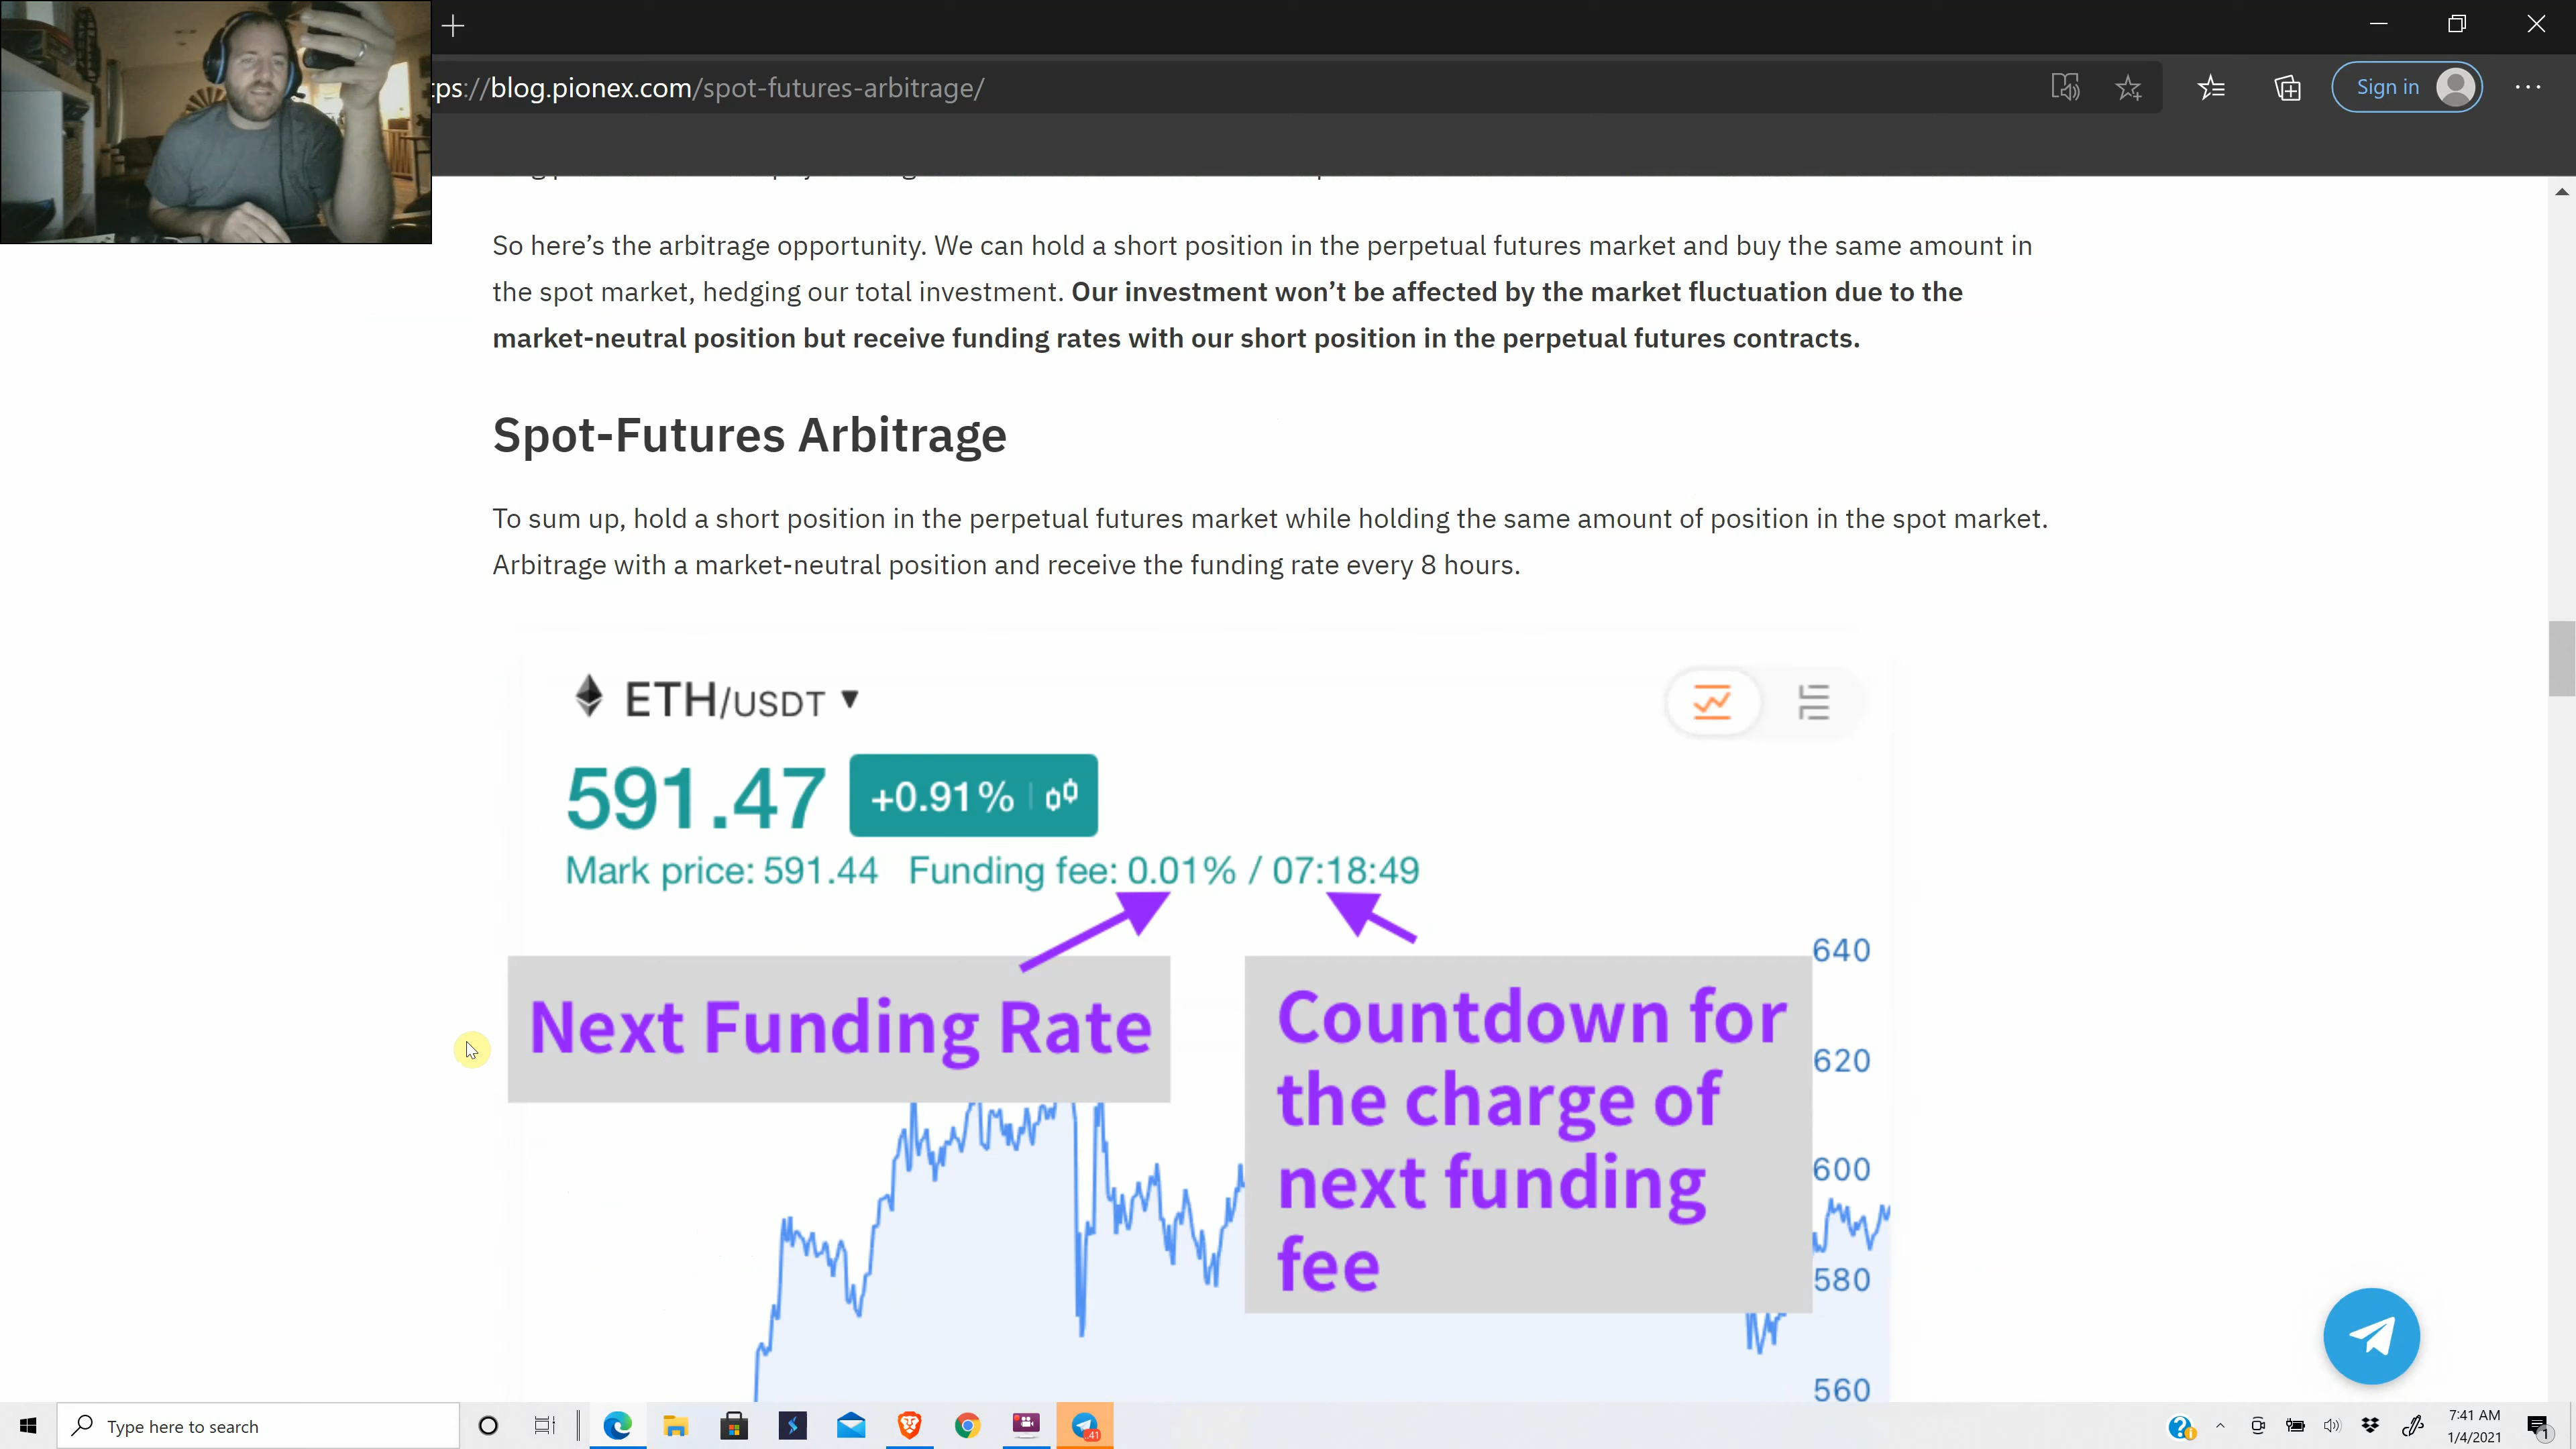 tps://blog.pionex.com/spot-futures-arbitrage/
Sign in
So here’s the arbitrage opportunity. We can hold a short position in the perpetual futures market and buy the same amount in
the spot market, hedging our total investment. Our investment won’t be affected by the market fluctuation due to the
market-neutral position but receive funding rates with our short position in the perpetual futures contracts.
Spot-Futures Arbitrage
To sum up, hold a short position in the perpetual futures market while holding the same amount of position in the spot market.
Arbitrage with a market-neutral position and receive the funding rate every 8 hours.
ETH/USDT
591.47 +0.91%
Mark price: 591.44 Funding fee: 0.01% / 07:18:49
Next Funding Rate
Countdown for
the charge of
next funding
fee
640
620
600
580
560
Type here to search
41
7:41 AM
1/4/2021
1